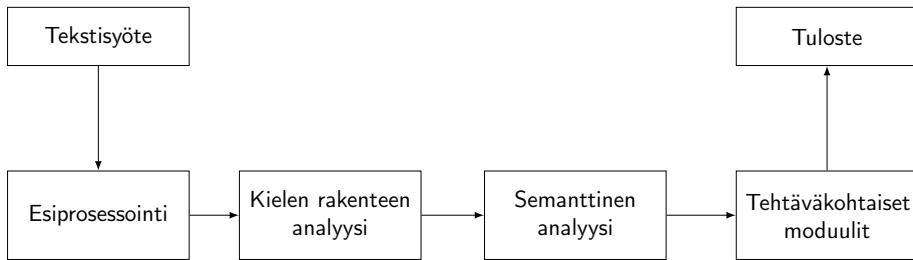 Tekstisyöte
Tuloste
Esiprosessointi
Kielen rakenteen
analyysi
Semanttinen
analyysi
Tehtäväkohtaiset
moduulit